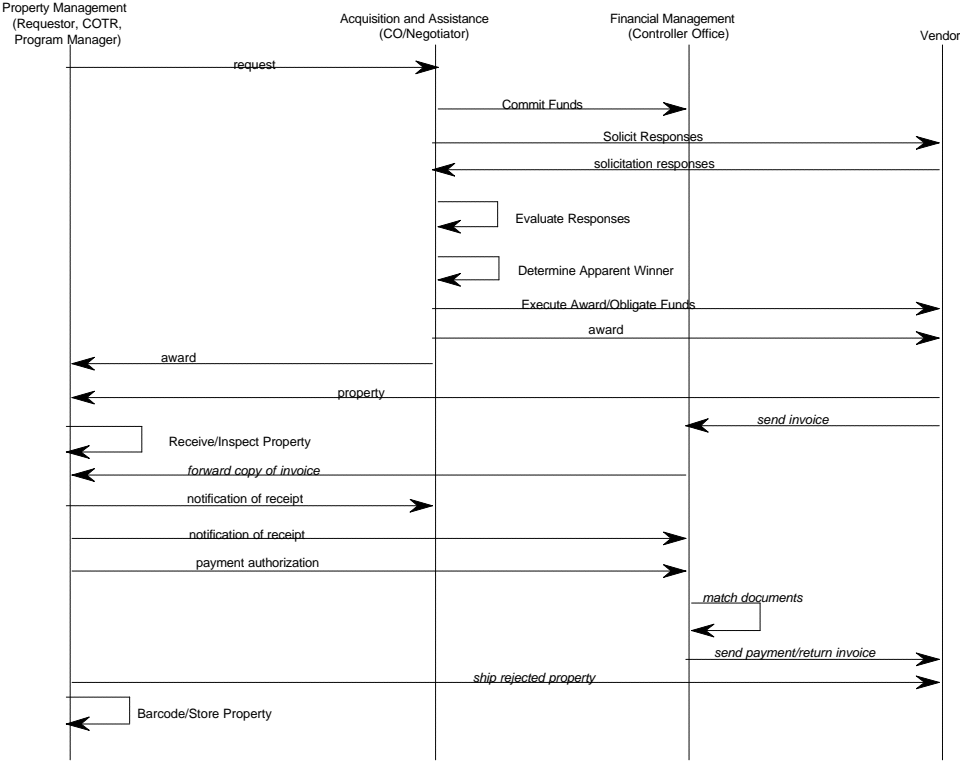 Property Management
(Requestor, COTR,
Program Manager)
Acquisition and Assistance
(CO/Negotiator)
Financial Management
(Controller Office)
Vendor
request
Commit Funds
Solicit Responses
solicitation responses
Evaluate Responses
Determine Apparent Winner
Execute Award/Obligate Funds
award
award
property
send invoice
Receive/Inspect Property
forward copy of invoice
notification of receipt
notification of receipt
payment authorization
match documents
send payment/return invoice
ship rejected property
Barcode/Store Property